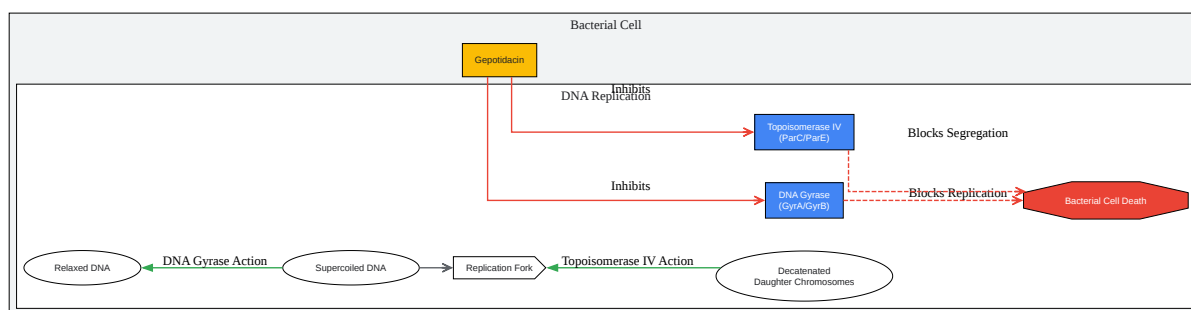 Bacterial Cell
Gepotidacin
Inhibits
DNA Replication
Topoisomerase IV
(ParC/ParE)
Blocks Segregation
Inhibits
DNA Gyrase
(GyrA/GyrB)
Blocks Replication
Bacterial Cell Death
Relaxed DNA
DNA Gyrase Action
Supercoiled DNA
Replication Fork
Topoisomerase IV Action
Decatenated
Daughter Chromosomes